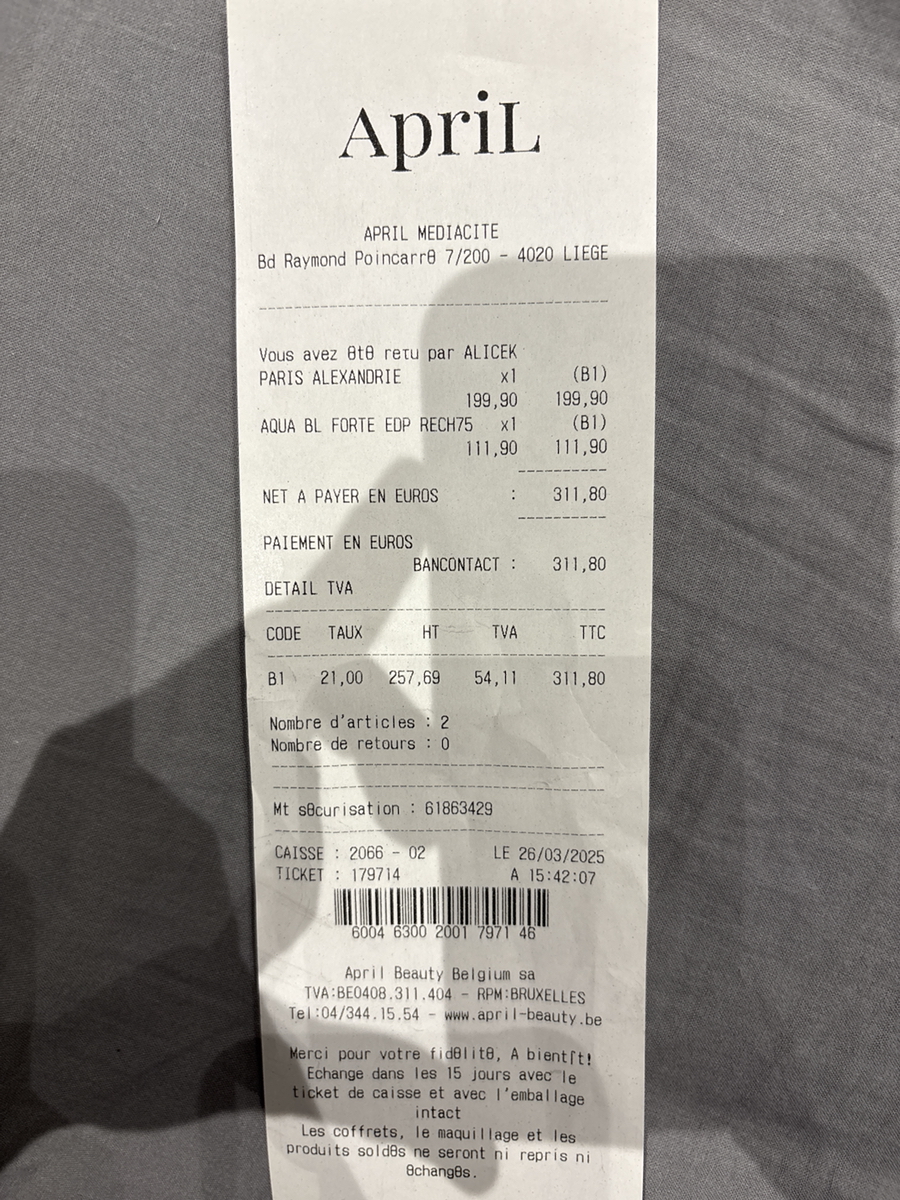 ApriL
APRIL MEDIACITE
Bd Raymond Poincarrθ 7/200 - 4020 LIEGE
Vous avez θtθ reτu par ALICEK
PARIS ALEXANDRIE x1 (B1)
199,90 199,90
AQUA BL FORTE EDP RECH75 x1 (B1)
111,90 111,90
NET A PAYER EN EUROS : 311,80
PAIEMENT EN EUROS
BANCONTACT : 311,80
DETAIL TVA
CODE TAUX HT TVA TTC
B1 21,00 257,69 54,11 311,80
Nombre d'articles : 2
Nombre de retours : 0
Mt sθcurisation : 61863429
CAISSE : 2066 - 02 LE 26/03/2025
TICKET : 179714 A 15:42:07
6004 6300 2001 7971 46
April Beauty Belgium sa
TVA:BE0408.311.404 - RPM:BRUXELLES
Tel:04/344.15.54 - www.april-beauty.be
Merci pour votre fidθlitθ, A bient⌠t!
Echange dans les 15 jours avec le
ticket de caisse et avec l'emballage
intact
Les coffrets, le maquillage et les
produits soldθs ne seront ni repris ni
θchangθs.